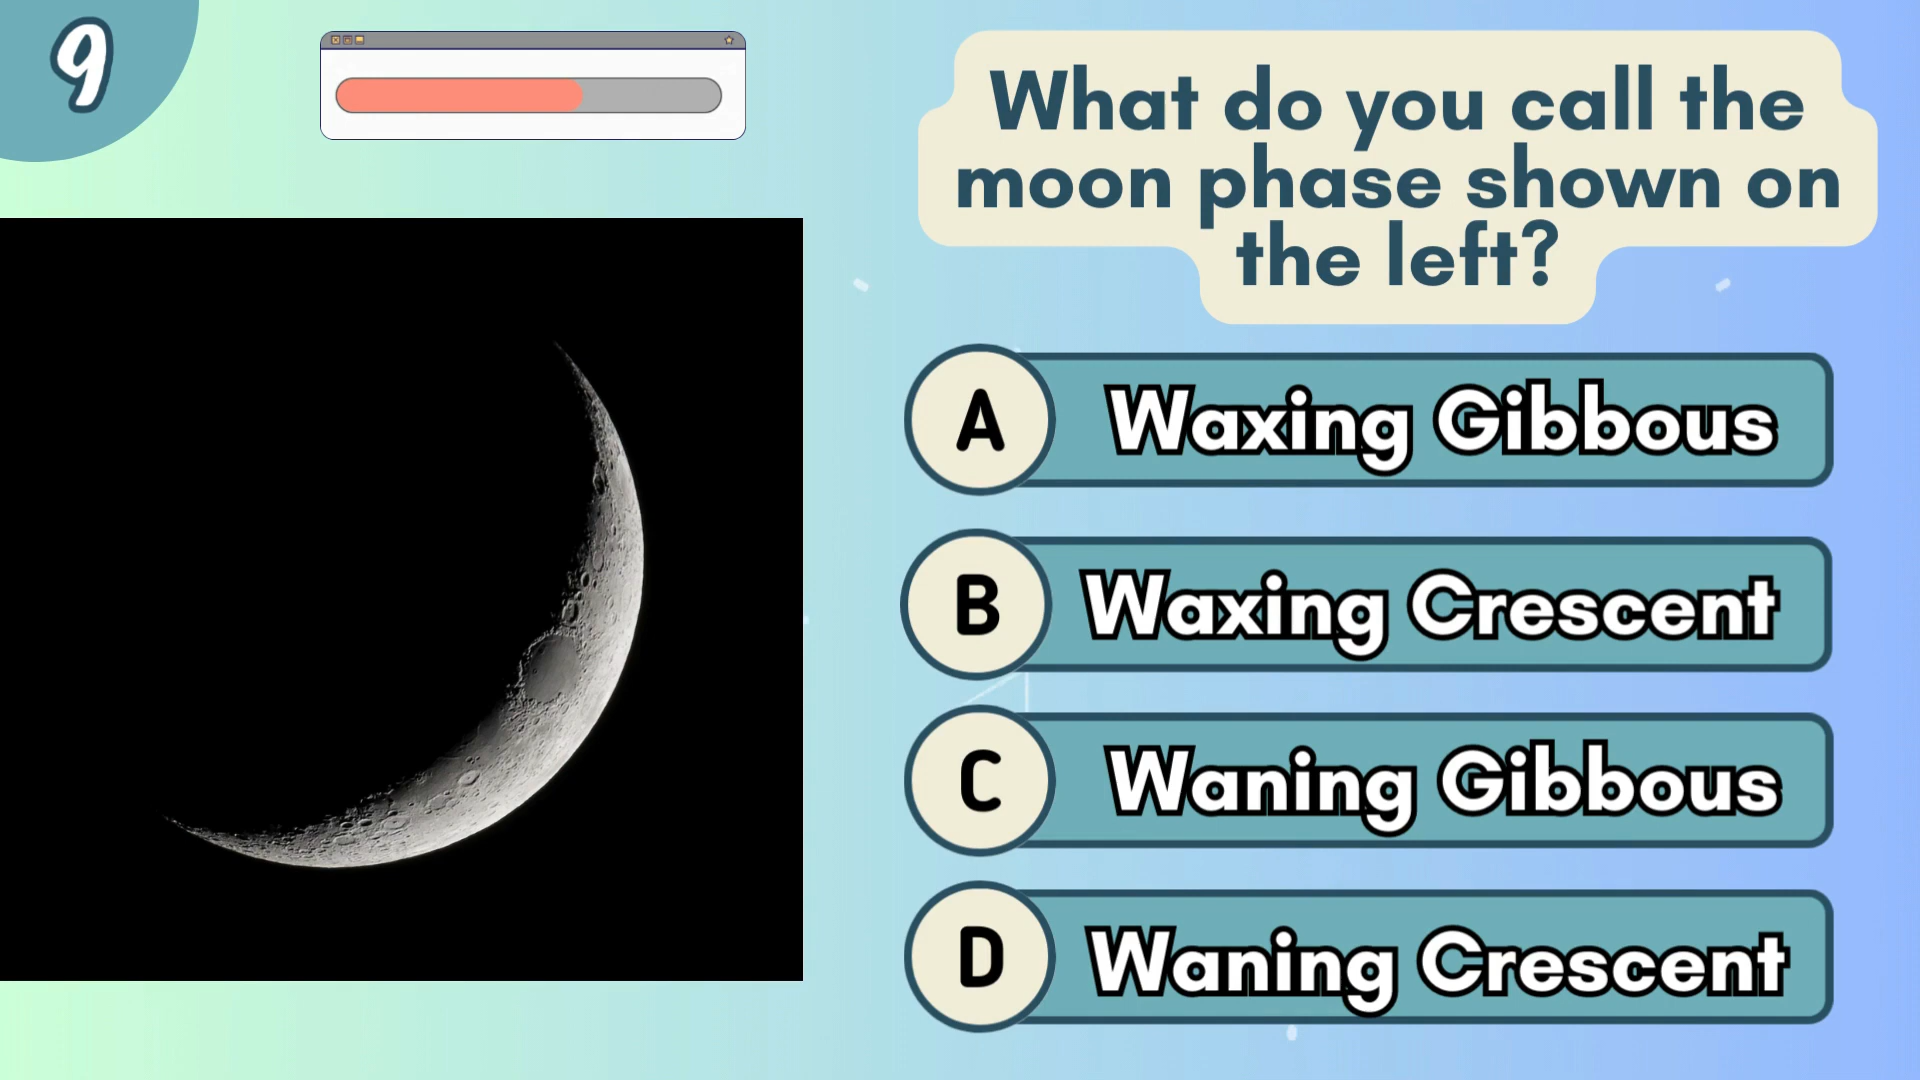 9
What do you call the
moon phase shown on
the left?
A Waxing Gibbous
B Waxing Crescent
C Waning Gibbous
D Waning Crescent